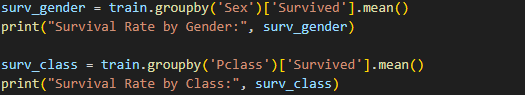 surv_gender = train.groupby('Sex')['Survived'].mean()
print("Survival Rate by Gender:", surv_gender)
surv_class = train.groupby('Pclass')['Survived'].mean()
print("Survival Rate by Class:", surv_class)